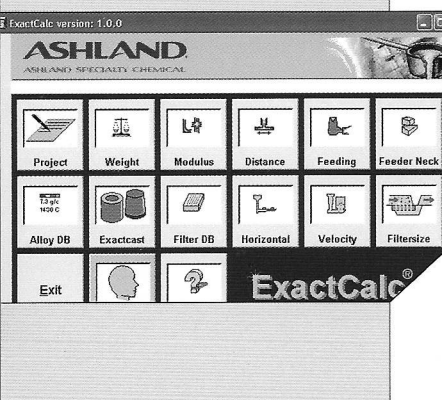 ExactCalc version: 1.0.0
ASHLAND
ASHLAND SPECIALTY CHEMICAL
Project Weight Modulus Distance Feeding Feeder Neck
7.3 g/c
1430 C
Alloy DB Exactcast Filter DB Horizontal Velocity Filtersize
Exit
?
ExactCalc®